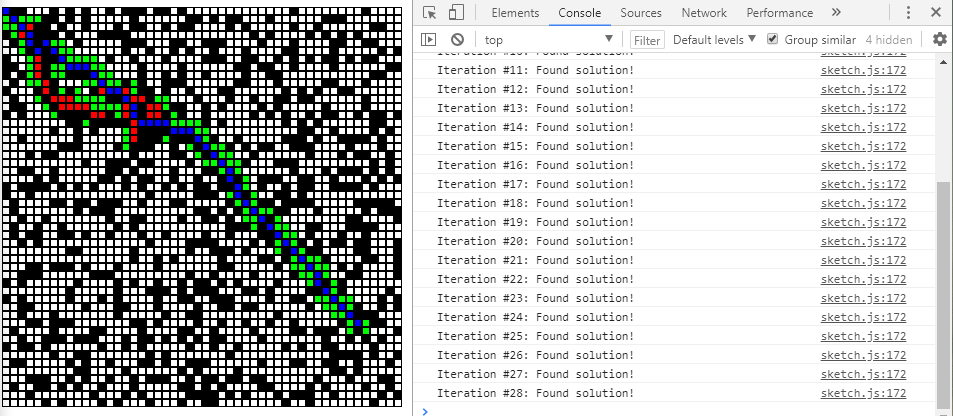 Elements Console Sources Network Performance »
top Filter Default levels Group similar 4 hidden
Iteration #10: Found solution!
Iteration #11: Found solution! sketch.js:172
Iteration #12: Found solution! sketch.js:172
Iteration #13: Found solution! sketch.js:172
Iteration #14: Found solution! sketch.js:172
Iteration #15: Found solution! sketch.js:172
Iteration #16: Found solution! sketch.js:172
Iteration #17: Found solution! sketch.js:172
Iteration #18: Found solution! sketch.js:172
Iteration #19: Found solution! sketch.js:172
Iteration #20: Found solution! sketch.js:172
Iteration #21: Found solution! sketch.js:172
Iteration #22: Found solution! sketch.js:172
Iteration #23: Found solution! sketch.js:172
Iteration #24: Found solution! sketch.js:172
Iteration #25: Found solution! sketch.js:172
Iteration #26: Found solution! sketch.js:172
Iteration #27: Found solution! sketch.js:172
Iteration #28: Found solution! sketch.js:172